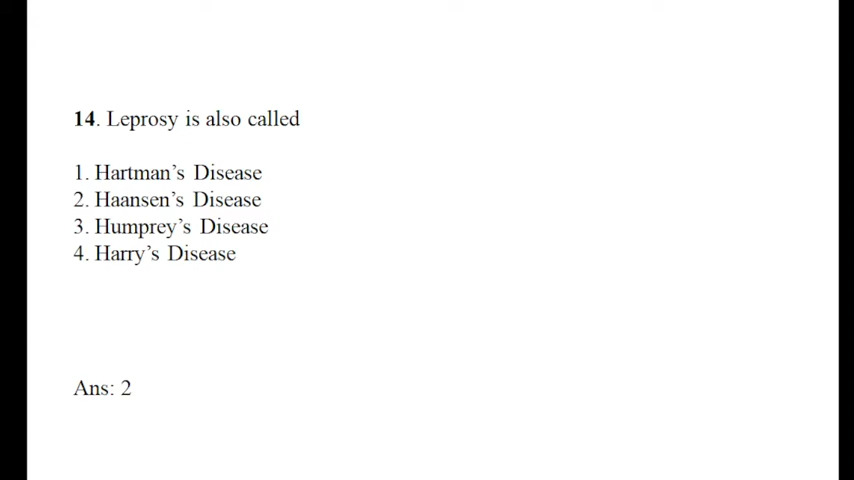 14. Leprosy is also called
1. Hartman’s Disease
2. Haansen’s Disease
3. Humprey’s Disease
4. Harry’s Disease
Ans: 2